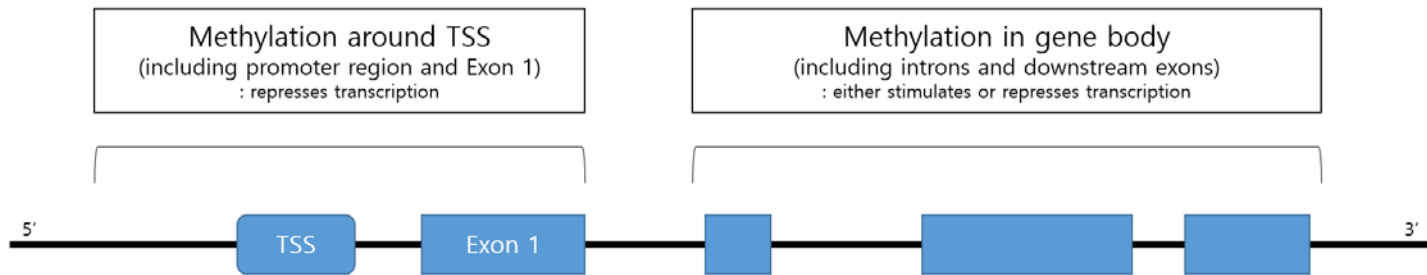 Methylation around TSS
(including promoter region and Exon 1)
: represses transcription
Methylation in gene body
(including introns and downstream exons)
: either stimulates or represses transcription
5′
TSS
Exon 1
3′